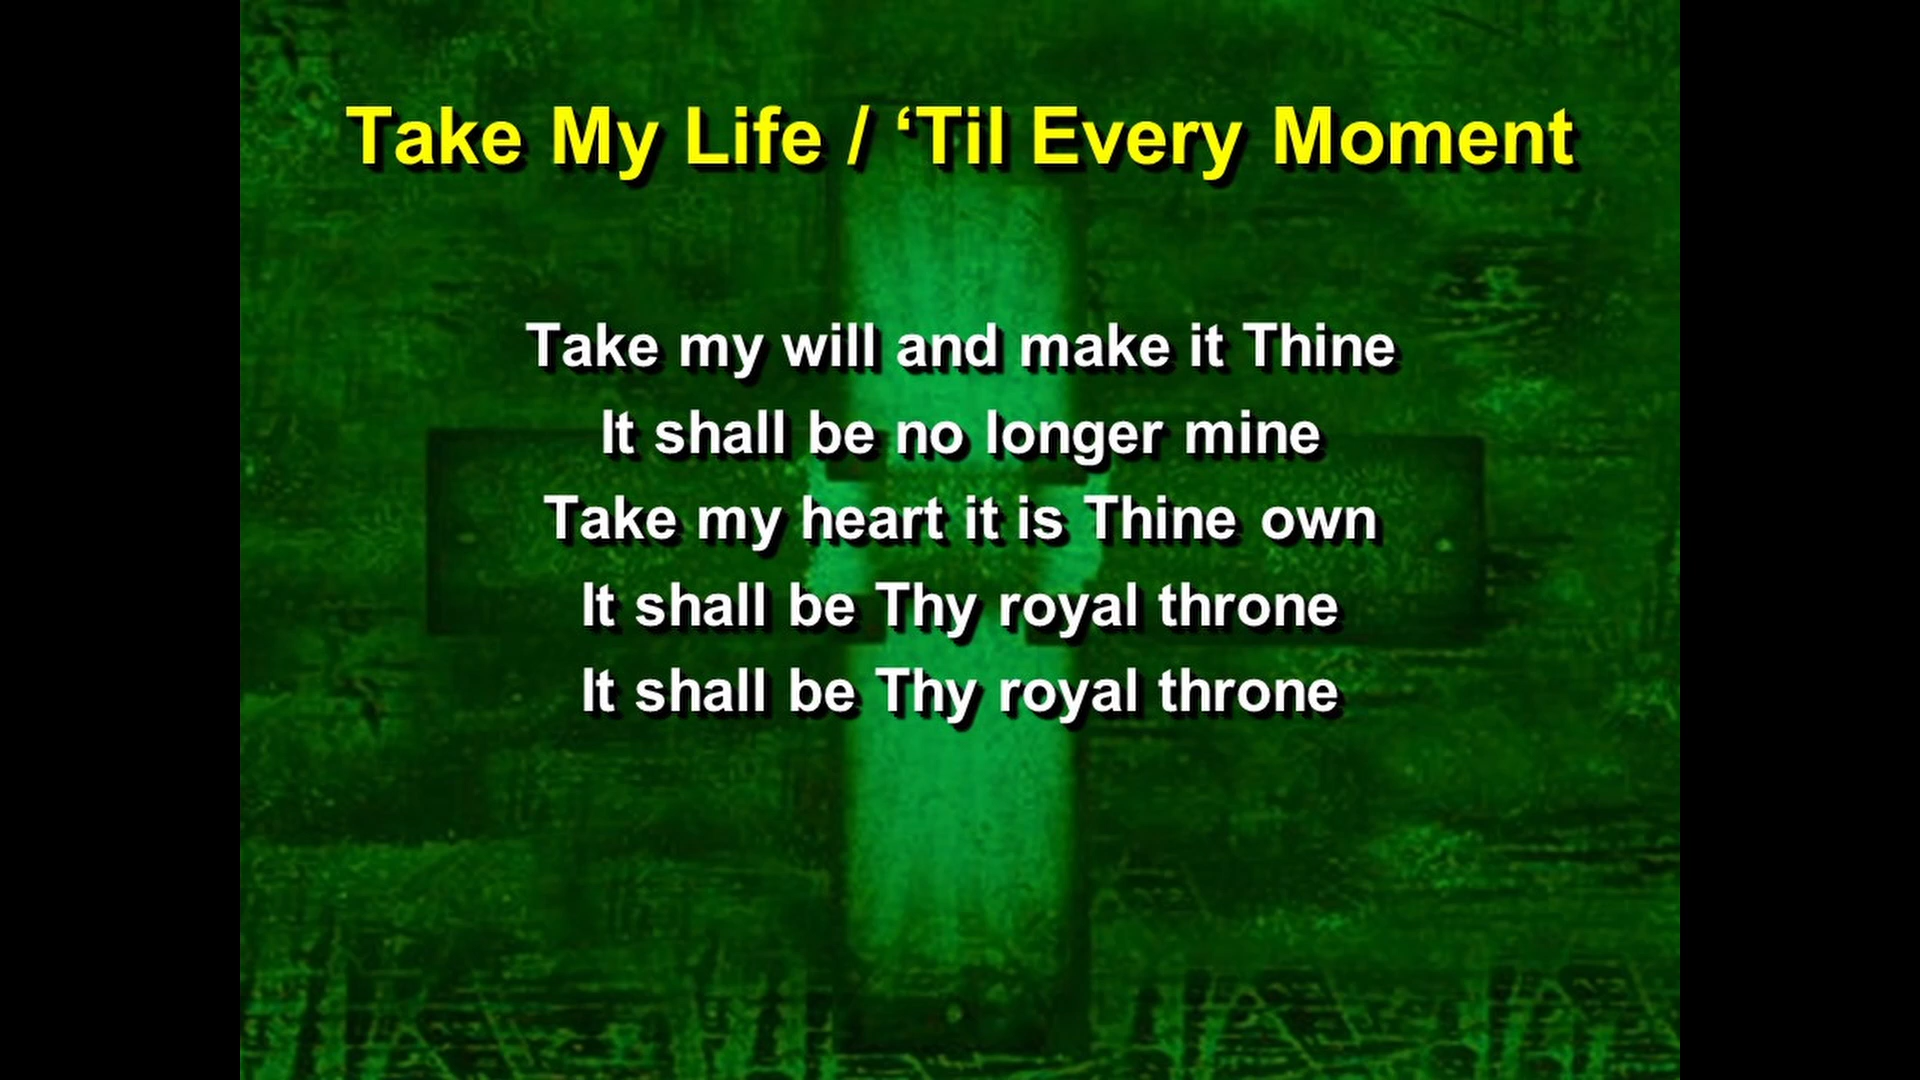 Take My Life / ‘Til Every Moment
Take my will and make it Thine
It shall be no longer mine
Take my heart it is Thine own
It shall be Thy royal throne
It shall be Thy royal throne